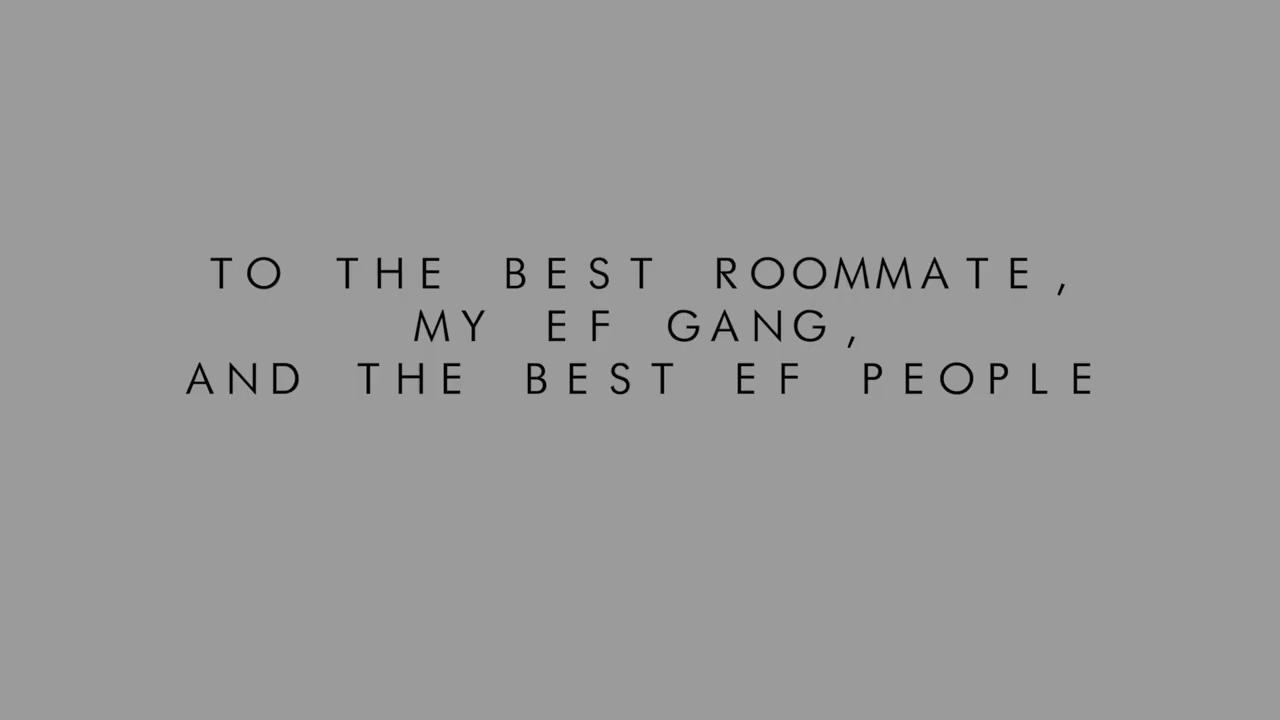 TO THE BEST ROOMMATE,
MY EF GANG,
AND THE BEST EF PEOPLE